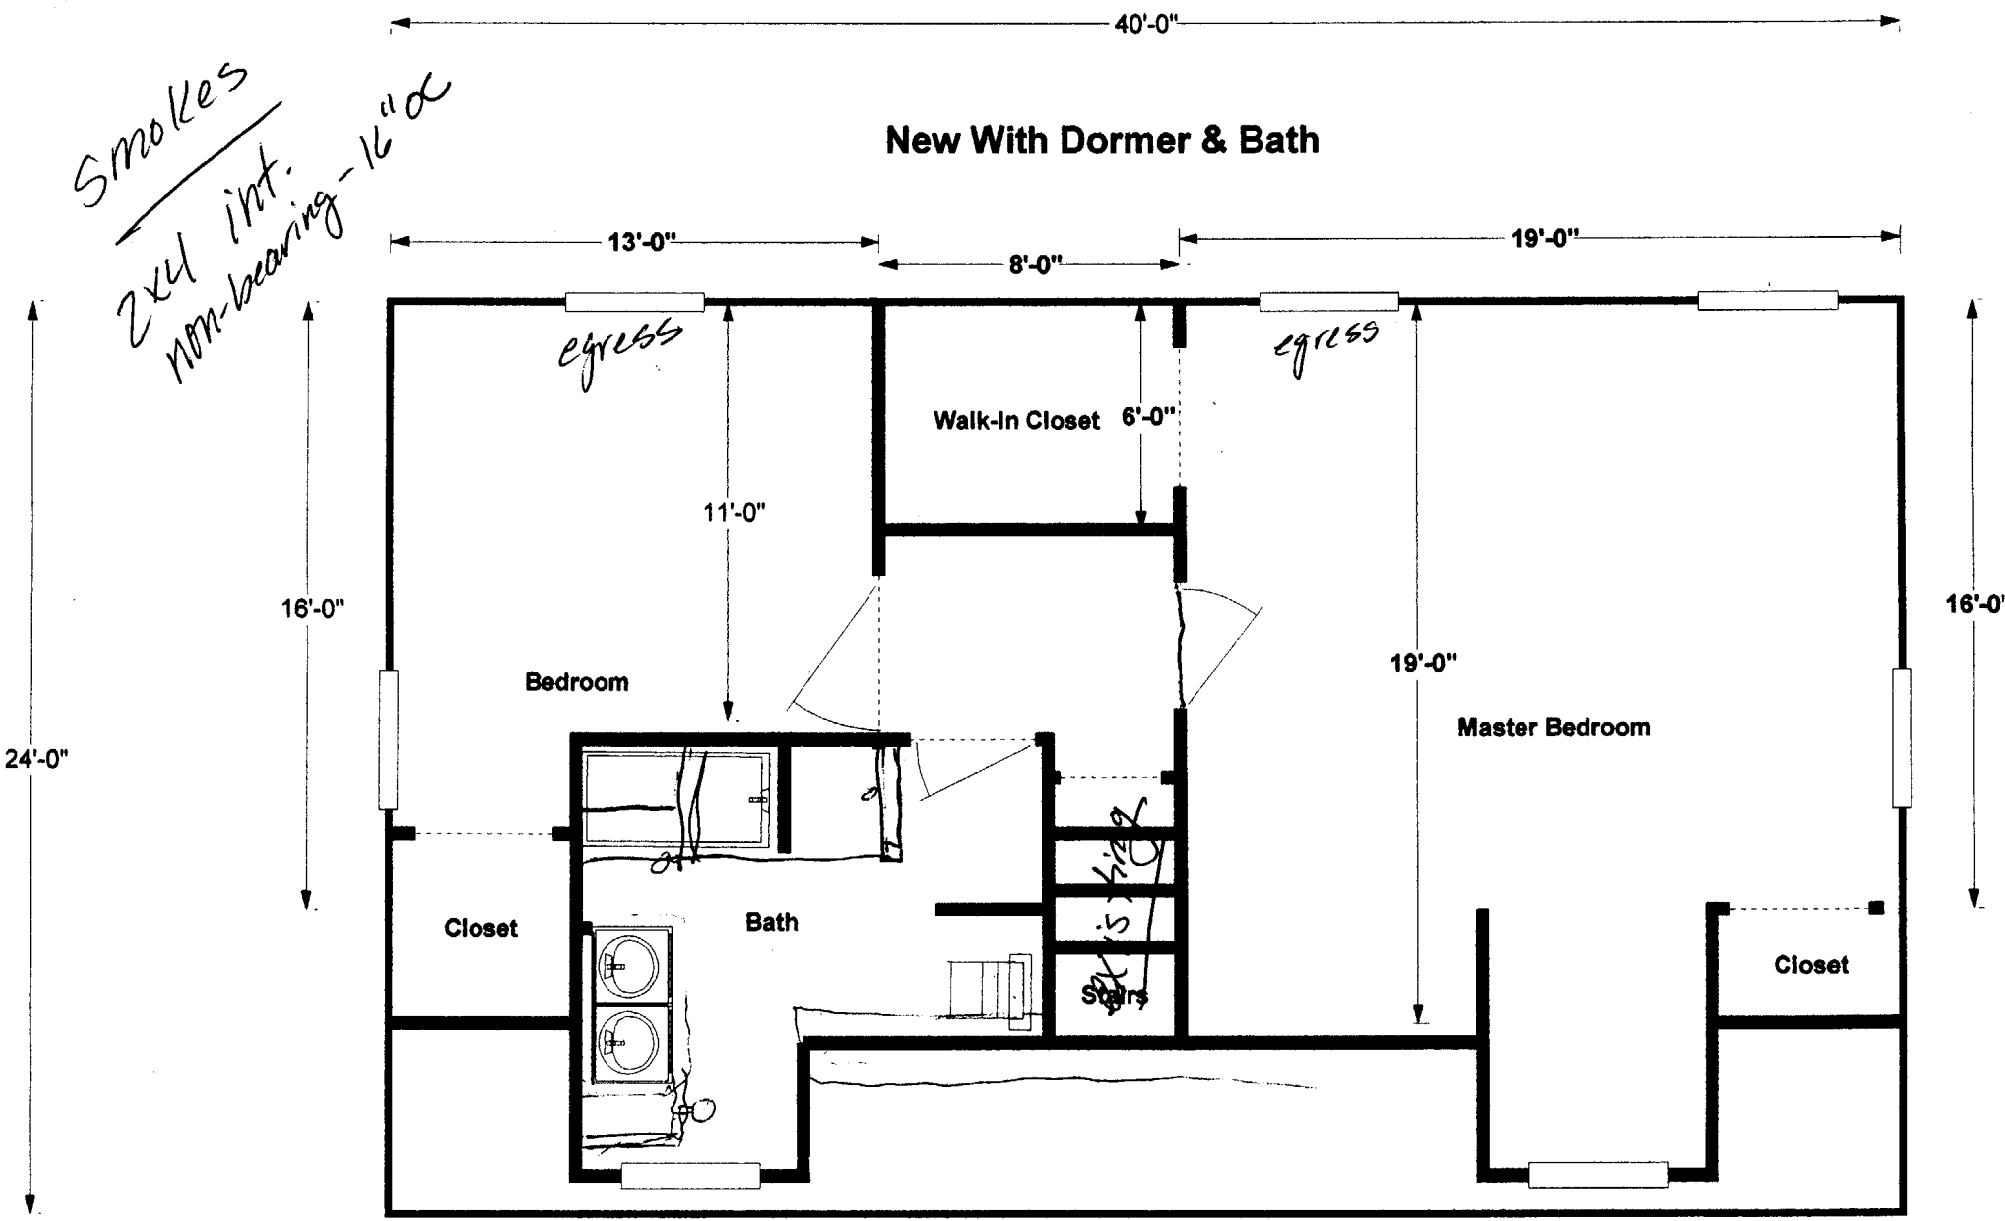 40'-0"
Smokes
2x4 int.
non-bearing - 16" oc
New With Dormer & Bath
13'-0"
8'-0"
19'-0"
egress
egress
Walk-In Closet
6'-0"
11'-0"
16'-0"
16'-0'
19'-0"
Bedroom
Master Bedroom
24'-0"
existing
Closet
Bath
Closet
Stairs